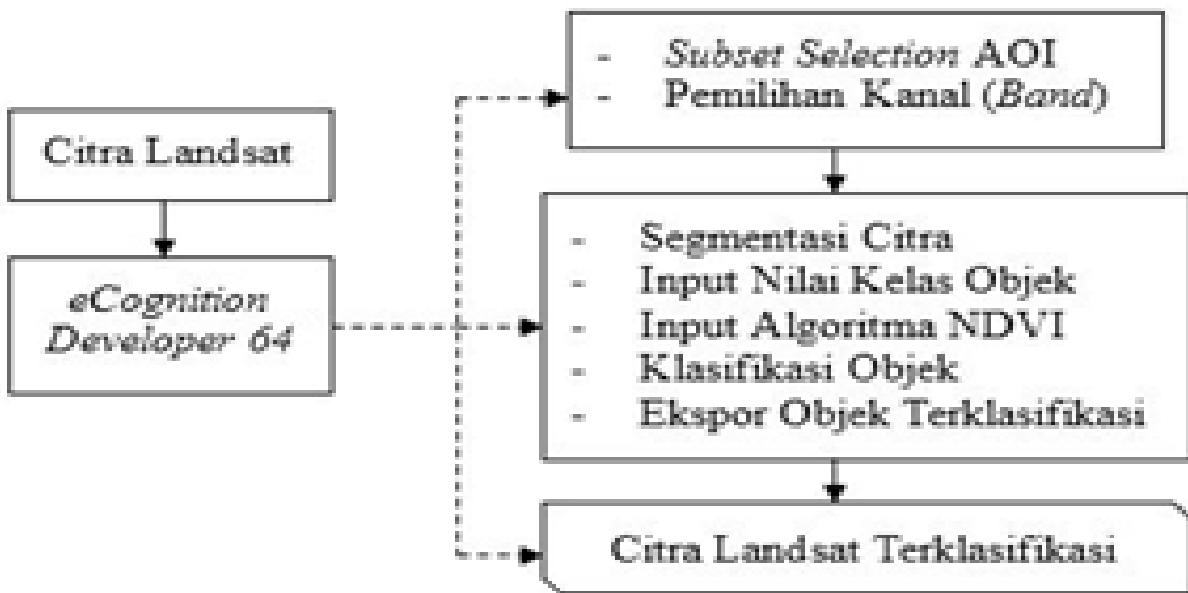 Citra Landsat
eCognition
Developer 64
- Subset Selection AOI
- Pemilihan Kanal (Band)
- Segmentasi Citra
- Input Nilai Kelas Objek
- Input Algoritma NDVI
- Klasifikasi Objek
- Ekspor Objek Terklasifikasi
Citra Landsat Terklasifikasi